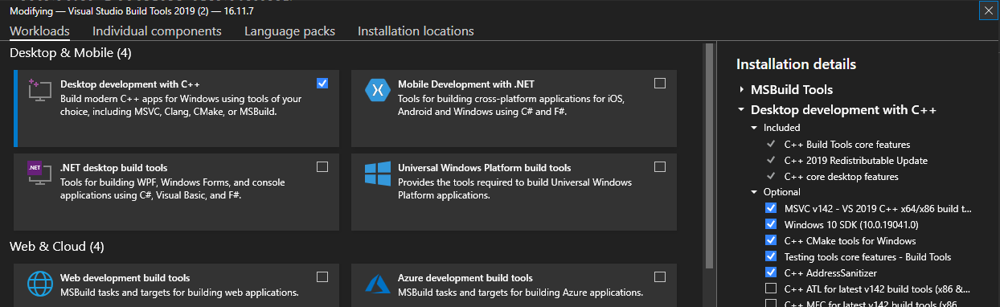 Modifying — Visual Studio Build Tools 2019 (2) — 16.11.7
Workloads
Individual components
Language packs
Installation locations
Desktop & Mobile (4)
Desktop development with C++
Build modern C++ apps for Windows using tools of your
choice, including MSVC, Clang, CMake, or MSBuild.
Mobile Development with .NET
Tools for building cross-platform applications for iOS,
Android and Windows using C# and F#.
.NET
.NET desktop build tools
Tools for building WPF, Windows Forms, and console
applications using C#, Visual Basic, and F#.
Universal Windows Platform build tools
Provides the tools required to build Universal Windows
Platform applications.
Web & Cloud (4)
Web development build tools
MSBuild tasks and targets for building web applications.
Azure development build tools
MSBuild tasks and targets for building Azure applications.
Installation details
MSBuild Tools
Desktop development with C++
Included
C++ Build Tools core features
C++ 2019 Redistributable Update
C++ core desktop features
Optional
MSVC v142 - VS 2019 C++ x64/x86 build t...
Windows 10 SDK (10.0.19041.0)
C++ CMake tools for Windows
Testing tools core features - Build Tools
C++ AddressSanitizer
C++ ATL for latest v142 build tools (x86 &...
C++ MFC for latest v142 build tools (x86